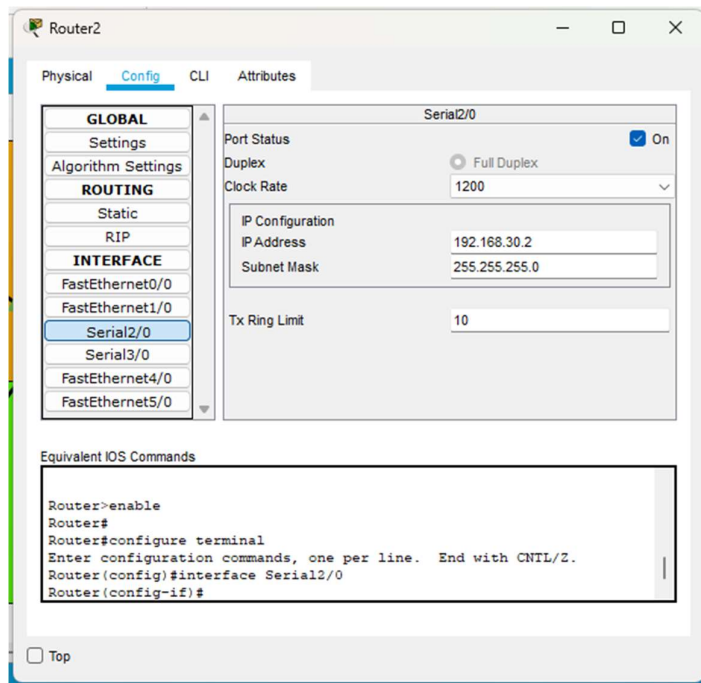 Router2
Physical Config CLI Attributes
GLOBAL
Settings
Algorithm Settings
ROUTING
Static
RIP
INTERFACE
FastEthernet0/0
FastEthernet1/0
Serial2/0
Serial3/0
FastEthernet4/0
FastEthernet5/0
Serial2/0
Port Status On
Duplex Full Duplex
Clock Rate 1200
IP Configuration
IP Address 192.168.30.2
Subnet Mask 255.255.255.0
Tx Ring Limit 10
Equivalent IOS Commands
Router>enable
Router#
Router#configure terminal
Enter configuration commands, one per line. End with CNTL/Z.
Router(config)#interface Serial2/0
Router(config-if)#
Top